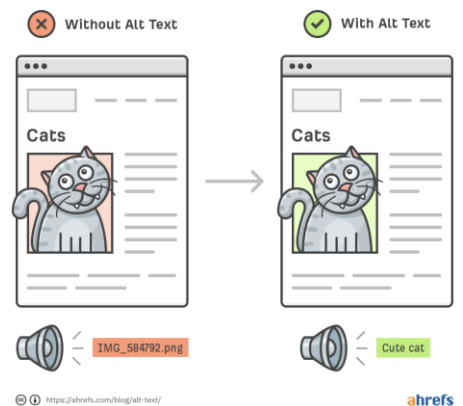 Without Alt Text
With Alt Text
Cats
Cats
IMG_584792.png
Cute cat
https://ahrefs.com/blog/alt-text/
ahrefs